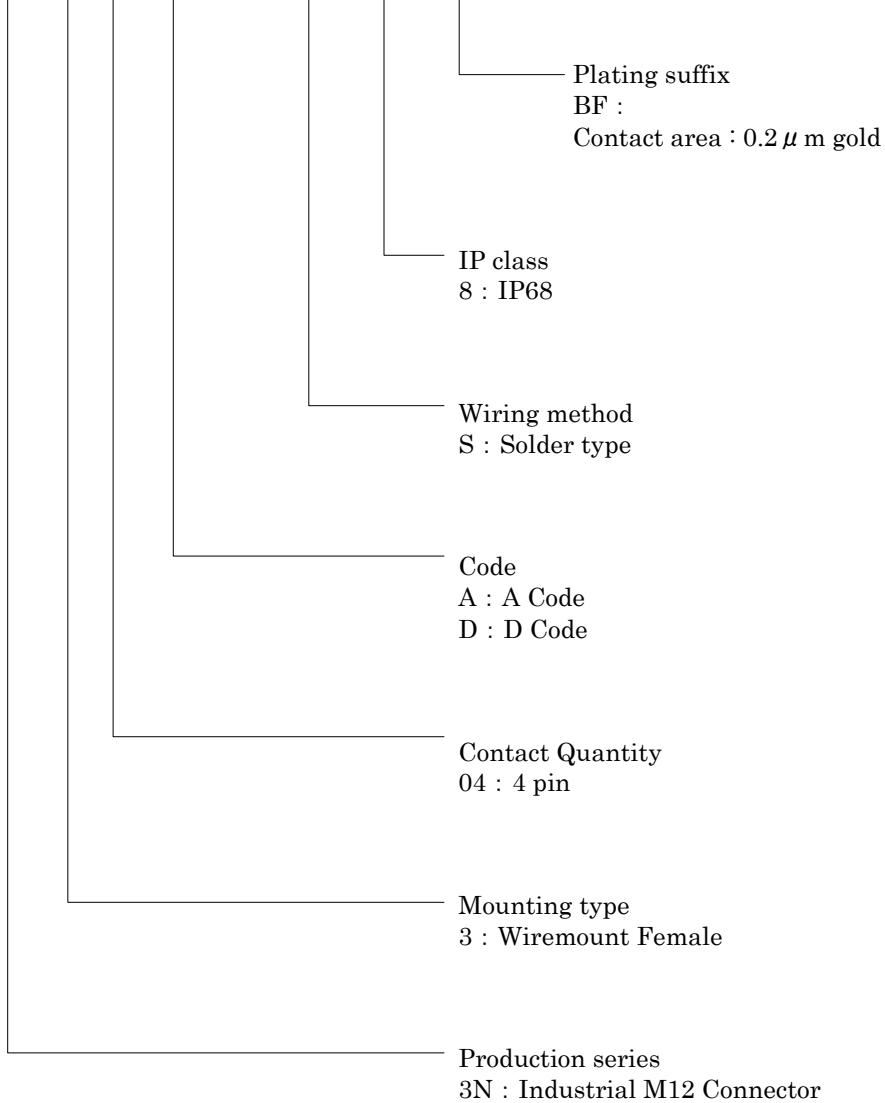 Plating suffix
BF :
Contact area : 0.2 μ m gold
IP class
8 : IP68
Wiring method
S : Solder type
Code
A : A Code
D : D Code
Contact Quantity
04 : 4 pin
Mounting type
3 : Wiremount Female
Production series
3N : Industrial M12 Connector